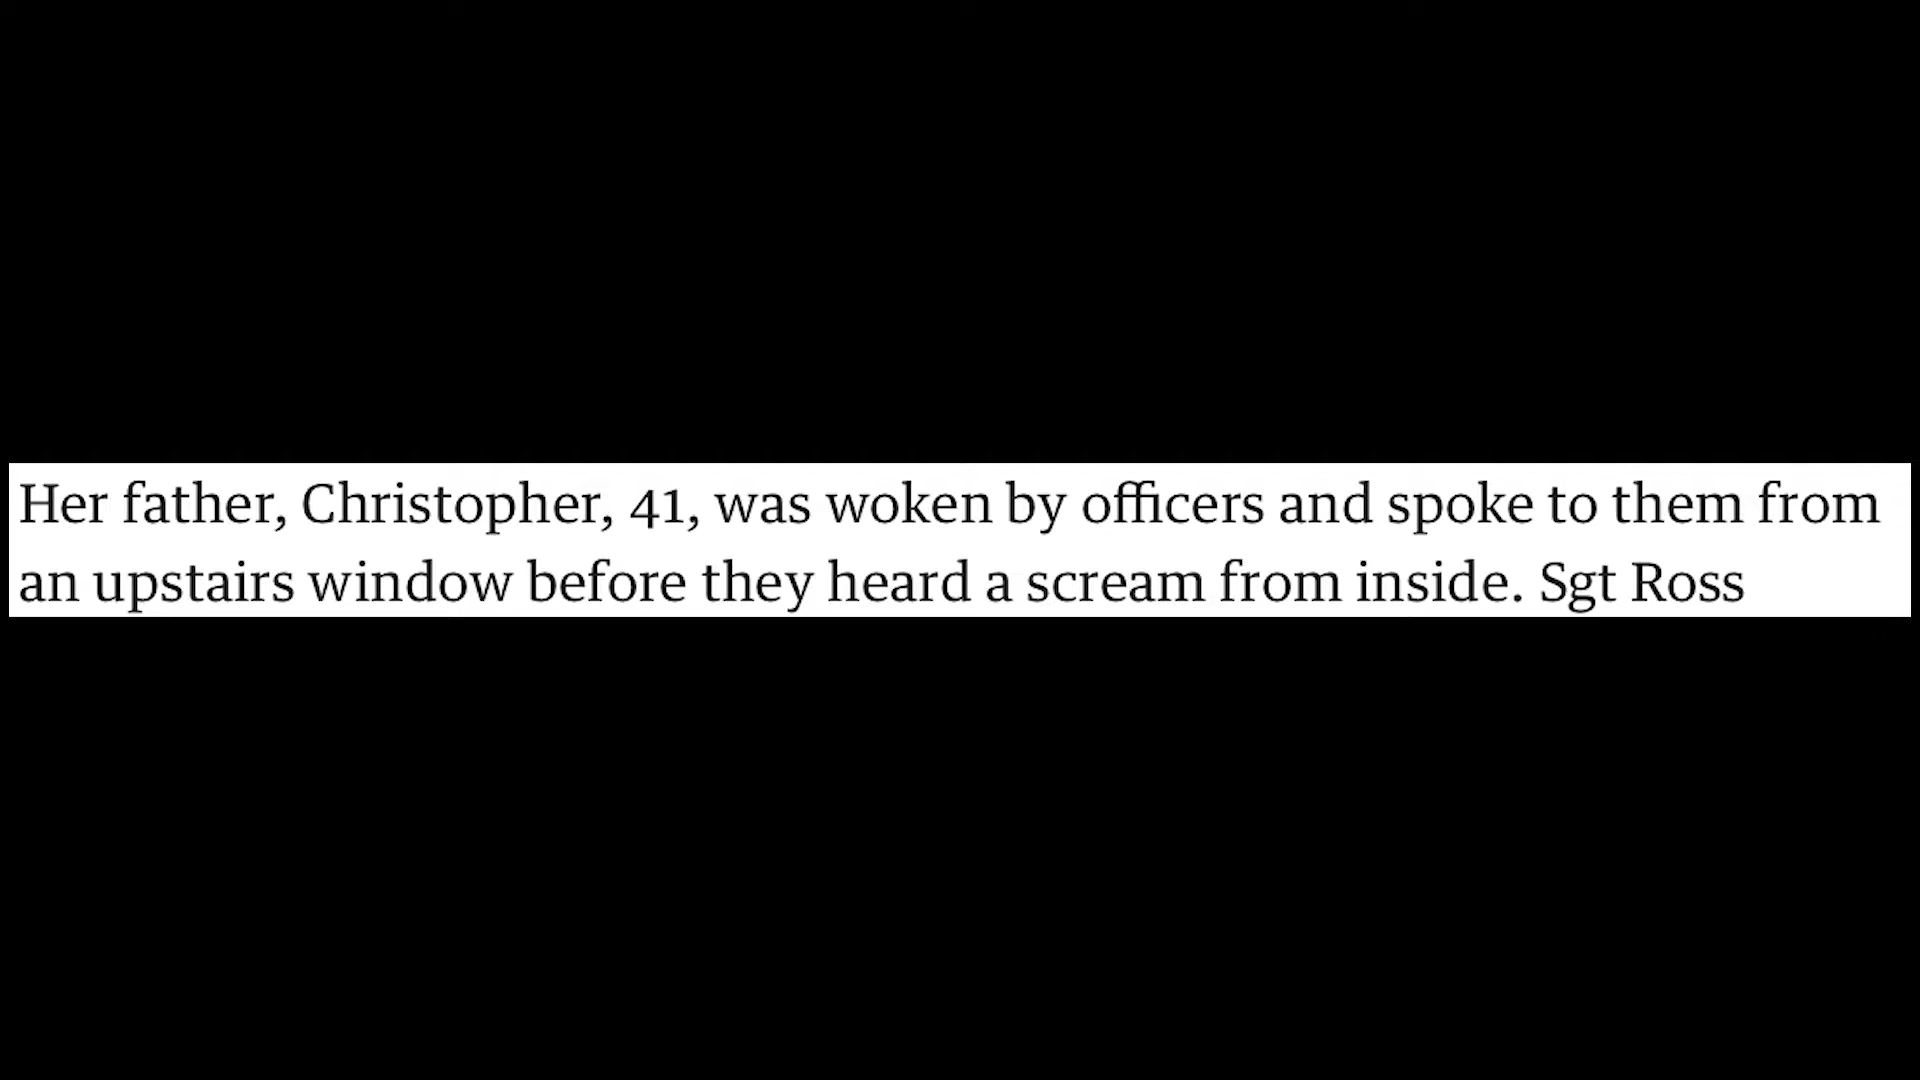 Her father, Christopher, 41, was woken by officers and spoke to them from
an upstairs window before they heard a scream from inside. Sgt Ross